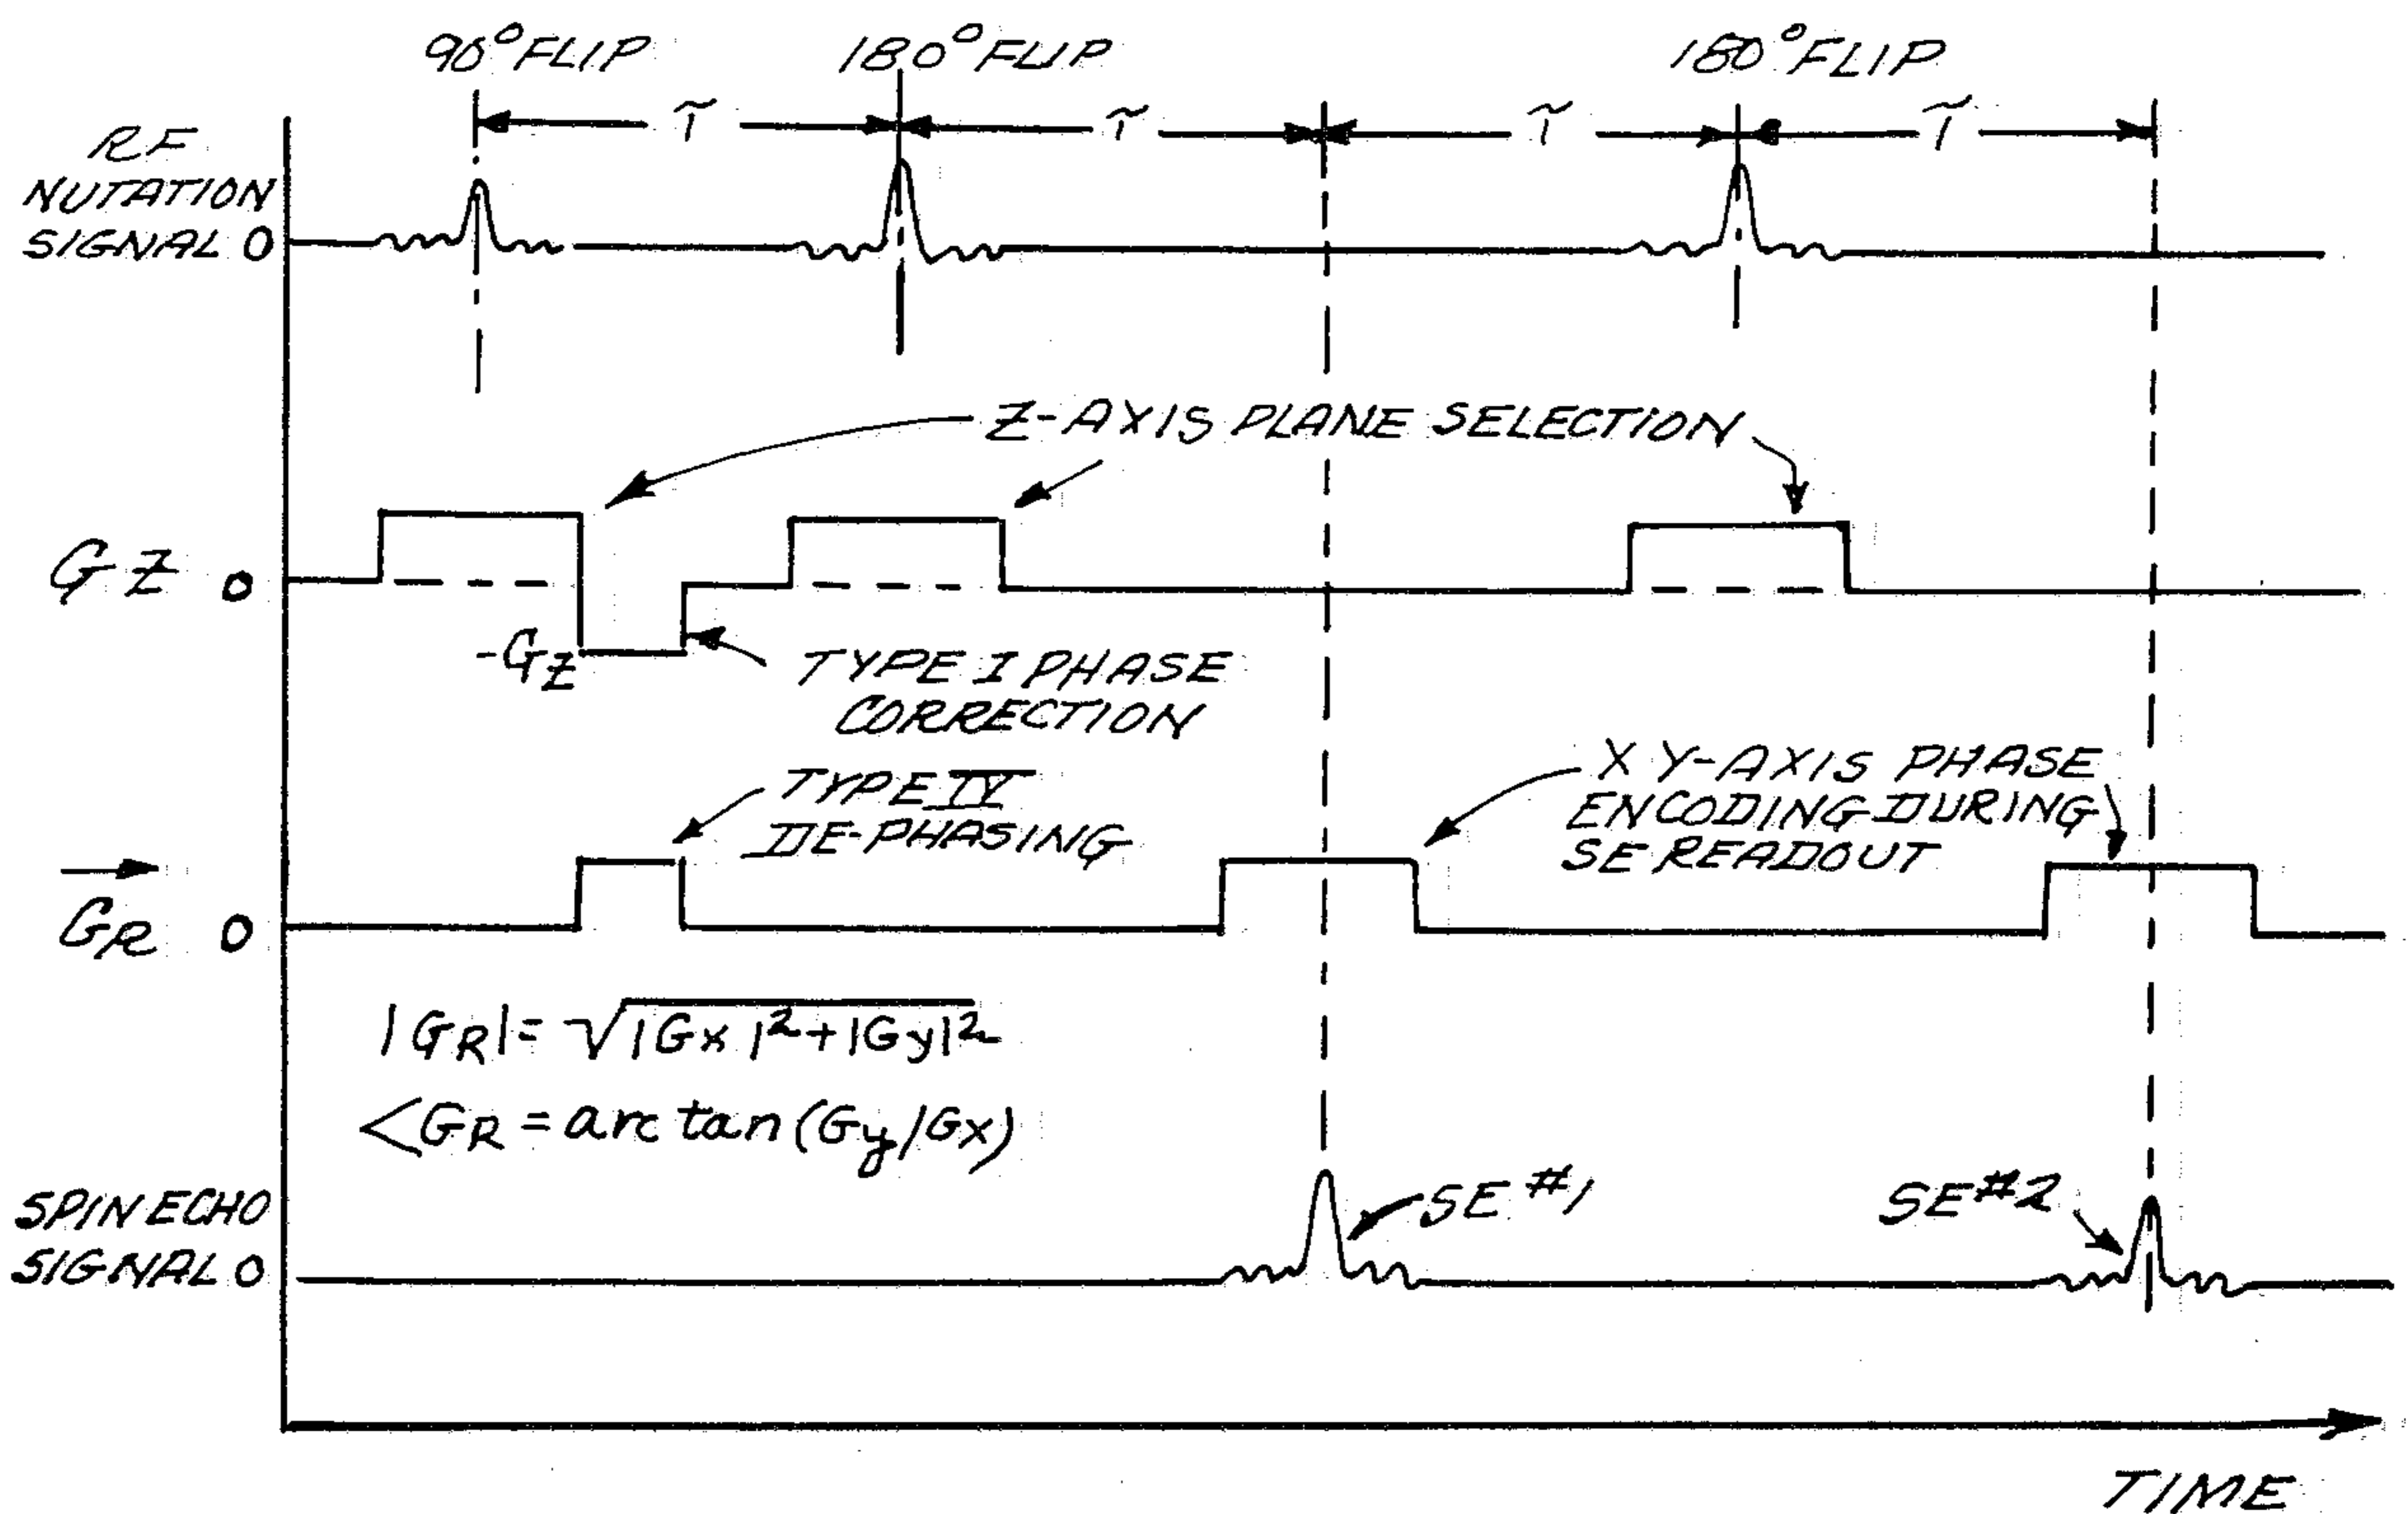 90° FLIP
180° FLIP
180° FLIP
τ
τ
τ
τ
RF
NUTATION
SIGNAL 0
Z-AXIS PLANE SELECTION
GZ 0
-GZ
TYPE I PHASE
CORRECTION
TYPE IV
DE-PHASING
X Y-AXIS PHASE
ENCODING DURING
SE READOUT
GR 0
|GR| = √|Gx|²+|Gy|²
<GR = arc tan (Gy/Gx)
SPIN ECHO
SIGNAL 0
SE #1
SE #2
TIME